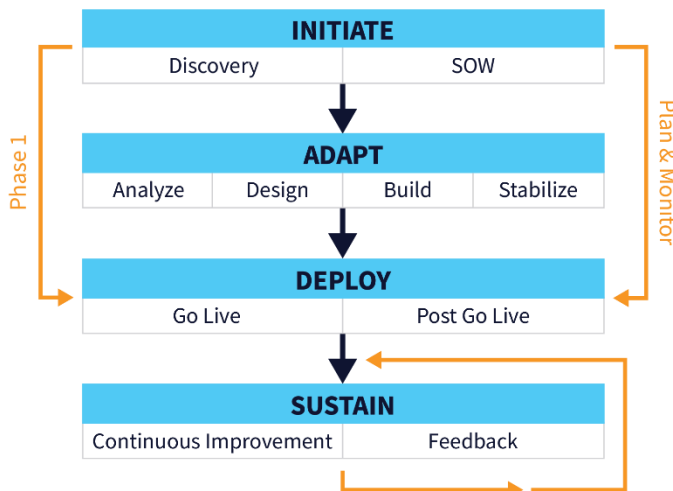 INITIATE
Discovery
SOW
Phase 1
Plan & Monitor
ADAPT
Analyze
Design
Build
Stabilize
DEPLOY
Go Live
Post Go Live
SUSTAIN
Continuous Improvement
Feedback